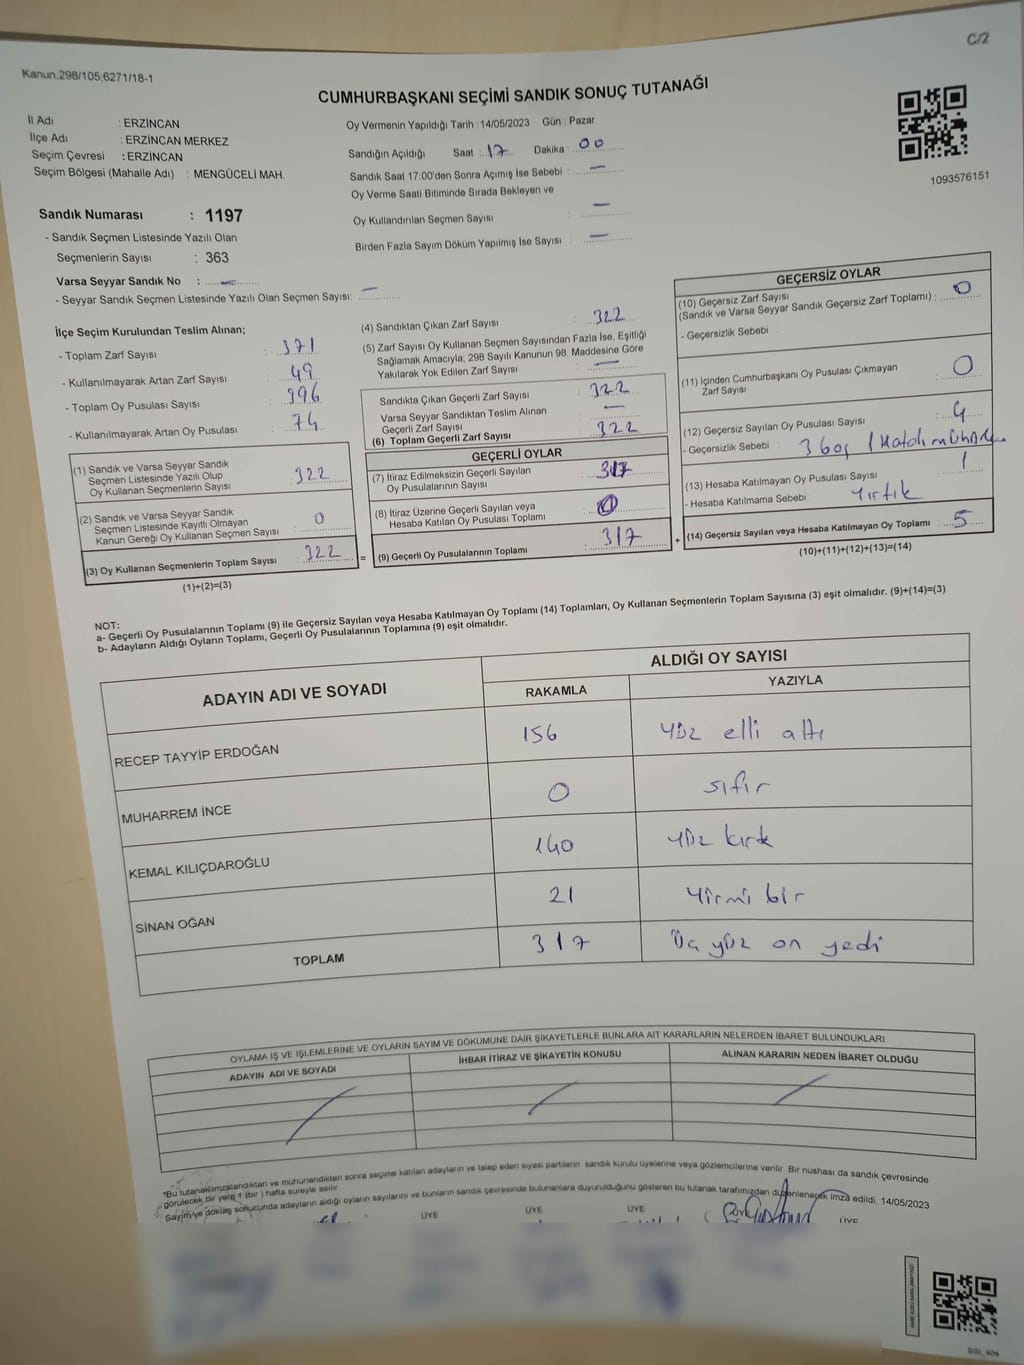 C/2
Kanun.298/105;6271/18-1
CUMHURBAŞKANI SEÇİMİ SANDIK SONUÇ TUTANAĞI
İl Adı : ERZİNCAN
İlçe Adı : ERZİNCAN MERKEZ
Seçim Çevresi : ERZİNCAN
Seçim Bölgesi (Mahalle Adı) : MENGÜCELİ MAH.
Oy Vermenin Yapıldığı Tarih : 14/05/2023 Gün : Pazar
Sandığın Açıldığı Saat : 17 Dakika : 00
Sandık Saat 17:00'den Sonra Açımış İse Sebebi : —
Oy Verme Saati Bitiminde Sırada Bekleyen ve
Oy Kullandırılan Seçmen Sayısı : —
Birden Fazla Sayım Döküm Yapılmış İse Sayısı : —
1093576151
Sandık Numarası : 1197
- Sandık Seçmen Listesinde Yazılı Olan
Seçmenlerin Sayısı : 363
Varsa Seyyar Sandık No : —
- Seyyar Sandık Seçmen Listesinde Yazılı Olan Seçmen Sayısı: —
İlçe Seçim Kurulundan Teslim Alınan;
- Toplam Zarf Sayısı : 371
- Kullanılmayarak Artan Zarf Sayısı : 49
- Toplam Oy Pusulası Sayısı : 396
- Kullanılmayarak Artan Oy Pusulası : 74
(1) Sandık ve Varsa Seyyar Sandık
Seçmen Listesinde Yazılı Olup
Oy Kullanan Seçmenlerin Sayısı : 322
(2) Sandık ve Varsa Seyyar Sandık
Seçmen Listesinde Kayıtlı Olmayan
Kanun Gereği Oy Kullanan Seçmen Sayısı : 0
(3) Oy Kullanan Seçmenlerin Toplam Sayısı : 322
(1)+(2)=(3)
=
(4) Sandıktan Çıkan Zarf Sayısı : 322
(5) Zarf Sayısı Oy Kullanan Seçmen Sayısından Fazla İse, Eşitliği
Sağlamak Amacıyla; 298 Sayılı Kanunun 98. Maddesine Göre
Yakılarak Yok Edilen Zarf Sayısı : —
Sandıkta Çıkan Geçerli Zarf Sayısı : 322
Varsa Seyyar Sandıktan Teslim Alınan
Geçerli Zarf Sayısı : —
(6) Toplam Geçerli Zarf Sayısı : 322
GEÇERLİ OYLAR
(7) İtiraz Edilmeksizin Geçerli Sayılan
Oy Pusulalarının Sayısı : 317
(8) İtiraz Üzerine Geçerli Sayılan veya
Hesaba Katılan Oy Pusulası Toplamı : 0
(9) Geçerli Oy Pusulalarının Toplamı : 317
+
GEÇERSİZ OYLAR
(10) Geçersiz Zarf Sayısı
(Sandık ve Varsa Seyyar Sandık Geçersiz Zarf Toplamı) : 0
- Geçersizlik Sebebi :
(11) İçinden Cumhurbaşkanı Oy Pusulası Çıkmayan
Zarf Sayısı : 0
(12) Geçersiz Sayılan Oy Pusulası Sayısı : 4
- Geçersizlik Sebebi : 3 boş 1 Hatalı mühür
(13) Hesaba Katılmayan Oy Pusulası Sayısı : 1
- Hesaba Katılmama Sebebi : Yırtık
(14) Geçersiz Sayılan veya Hesaba Katılmayan Oy Toplamı : 5
(10)+(11)+(12)+(13)=(14)
NOT:
a- Geçerli Oy Pusulalarının Toplamı (9) ile Geçersiz Sayılan veya Hesaba Katılmayan Oy Toplamı (14) Toplamları, Oy Kullanan Seçmenlerin Toplam Sayısına (3) eşit olmalıdır. (9)+(14)=(3)
b- Adayların Aldığı Oyların Toplamı, Geçerli Oy Pusulalarının Toplamına (9) eşit olmalıdır.
ADAYIN ADI VE SOYADI
ALDIĞI OY SAYISI
RAKAMLA YAZIYLA
RECEP TAYYİP ERDOĞAN 156 Yüz elli altı
MUHARREM İNCE 0 sıfır
KEMAL KILIÇDAROĞLU 140 Yüz kırk
SİNAN OĞAN 21 Yirmi bir
TOPLAM 317 Üç yüz on yedi
OYLAMA İŞ VE İŞLEMLERİNE VE OYLARIN SAYIM VE DÖKÜMÜNE DAİR ŞİKAYETLERLE BUNLARA AİT KARARLARIN NELERDEN İBARET BULUNDUKLARI
ADAYIN ADI VE SOYADI İHBAR İTİRAZ VE ŞİKAYETİN KONUSU ALINAN KARARIN NEDEN İBARET OLDUĞU
*Bu tutanak imzalandıktan ve mühürlendikten sonra seçime katılan adayların ve talep eden siyasi partilerin sandık kurulu üyelerine veya gözlemcilerine verilir. Bir nüshası da sandık çevresinde
görülecek bir yere 1 (bir) hafta süreyle asılır.
Sayım ve döküm sonucunda adayların aldığı oyların sayılarını ve bunların sandık çevresinde bulunanlara duyurulduğunu gösteren bu tutanak tarafımızdan düzenlenerek imza edildi. 14/05/2023
ÜYE ÜYE ÜYE ÜYE